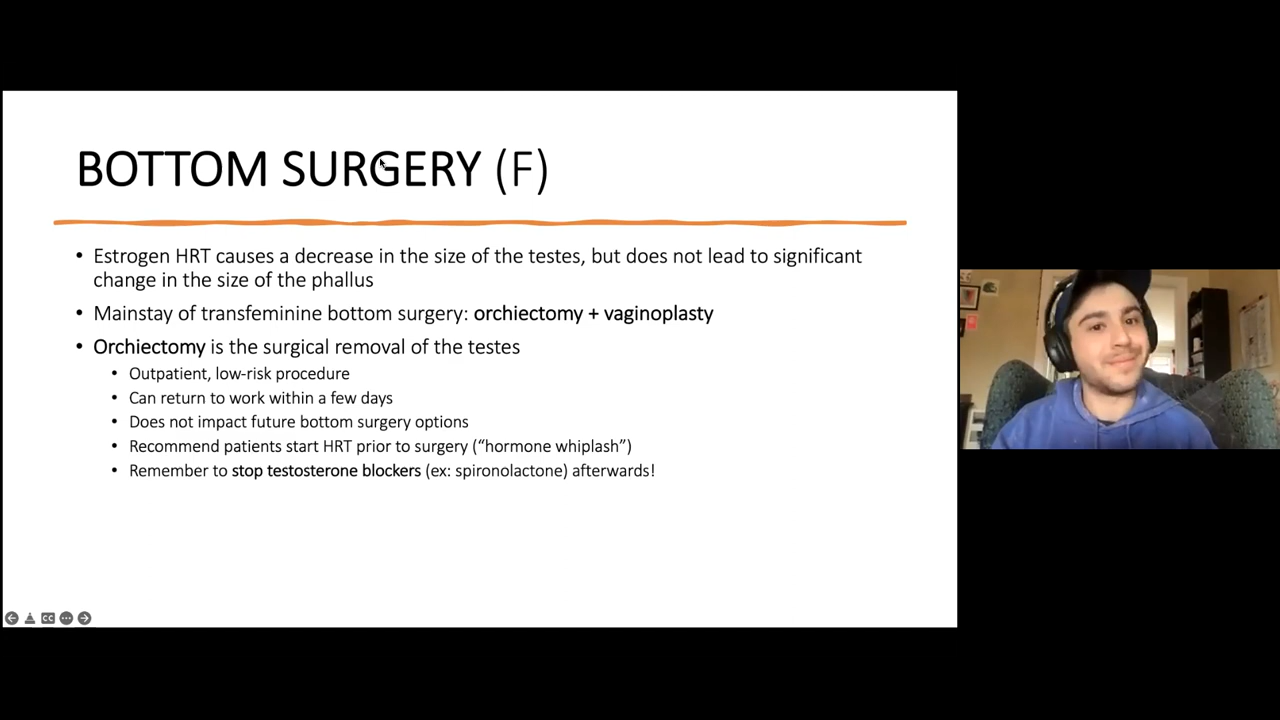 BOTTOM SURGERY (F)
• Estrogen HRT causes a decrease in the size of the testes, but does not lead to significant
change in the size of the phallus
• Mainstay of transfeminine bottom surgery: orchiectomy + vaginoplasty
• Orchiectomy is the surgical removal of the testes
• Outpatient, low-risk procedure
• Can return to work within a few days
• Does not impact future bottom surgery options
• Recommend patients start HRT prior to surgery (“hormone whiplash”)
• Remember to stop testosterone blockers (ex: spironolactone) afterwards!
CC